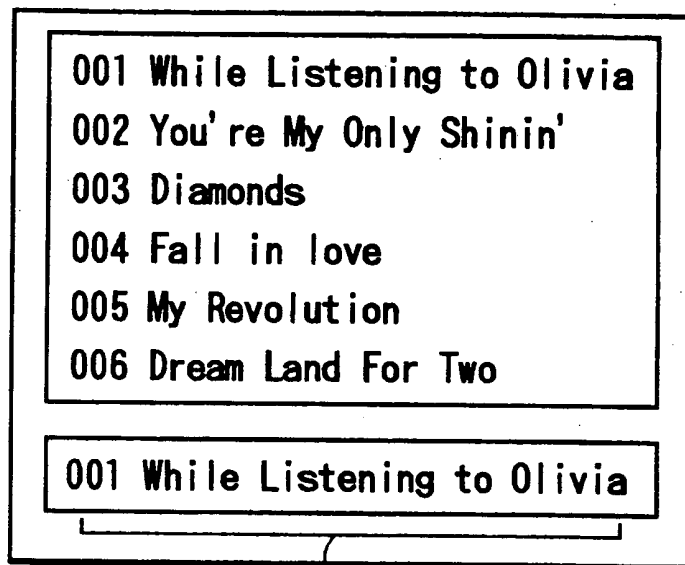 001 While Listening to Olivia
002 You're My Only Shinin'
003 Diamonds
004 Fall in love
005 My Revolution
006 Dream Land For Two
001 While Listening to Olivia